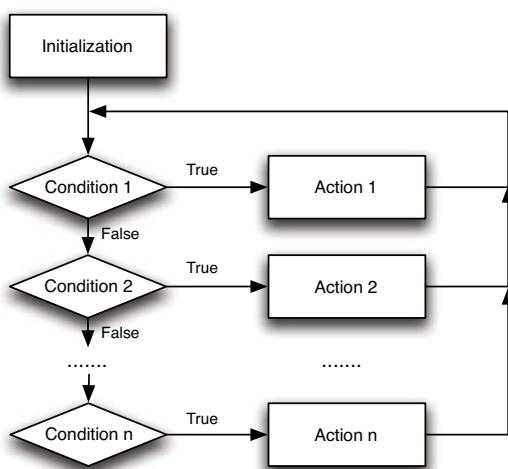 Initialization
Condition 1
True
Action 1
False
Condition 2
True
Action 2
False
.......
.......
Condition n
True
Action n